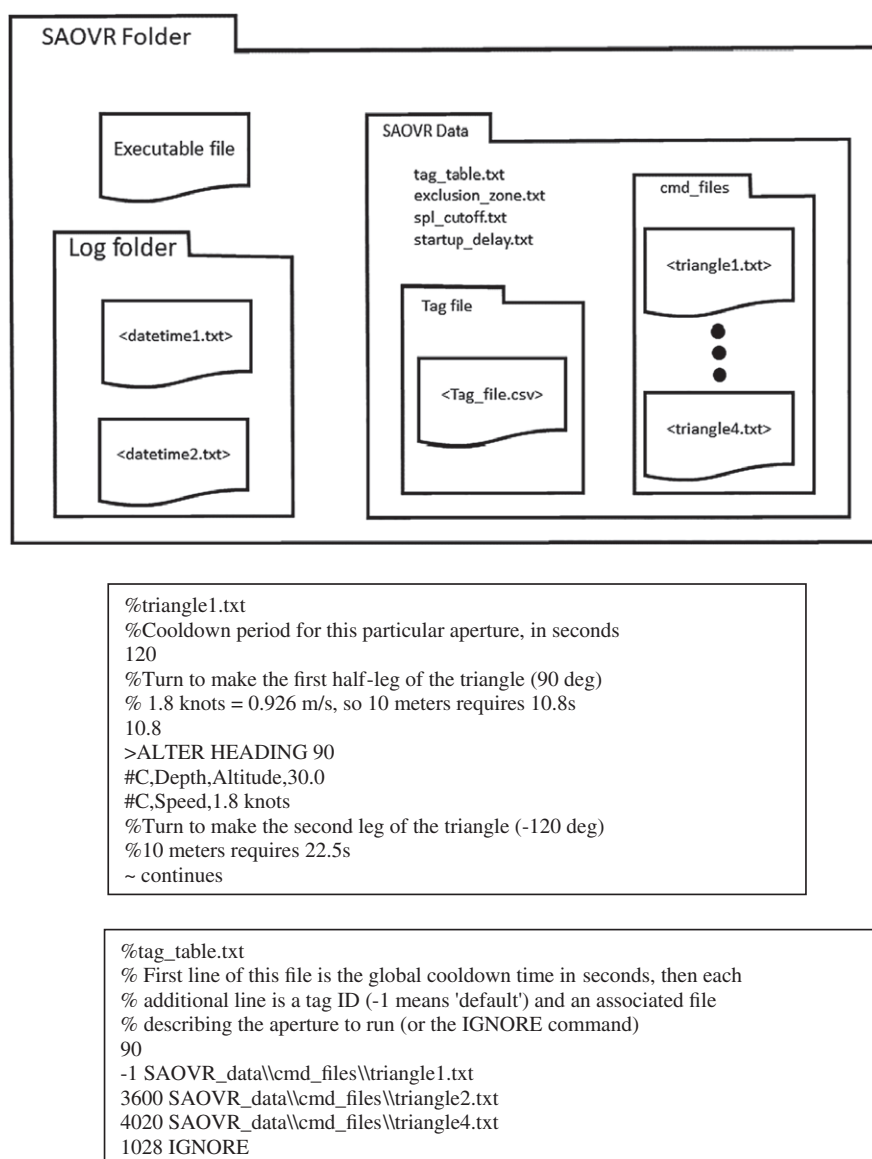 SAOVR Folder
Executable file
Log folder
<datetime1.txt>
<datetime2.txt>
SAOVR Data
tag_table.txt
exclusion_zone.txt
spl_cutoff.txt
startup_delay.txt
Tag file
<Tag_file.csv>
cmd_files
<triangle1.txt>
<triangle4.txt>
%triangle1.txt
%Cooldown period for this particular aperture, in seconds
120
%Turn to make the first half-leg of the triangle (90 deg)
% 1.8 knots = 0.926 m/s, so 10 meters requires 10.8s
10.8
>ALTER HEADING 90
#C,Depth,Altitude,30.0
#C,Speed,1.8 knots
%Turn to make the second leg of the triangle (-120 deg)
%10 meters requires 22.5s
~ continues
%tag_table.txt
% First line of this file is the global cooldown time in seconds, then each
% additional line is a tag ID (-1 means 'default') and an associated file
% describing the aperture to run (or the IGNORE command)
90
-1 SAOVR_data\\cmd_files\\triangle1.txt
3600 SAOVR_data\\cmd_files\\triangle2.txt
4020 SAOVR_data\\cmd_files\\triangle4.txt
1028 IGNORE